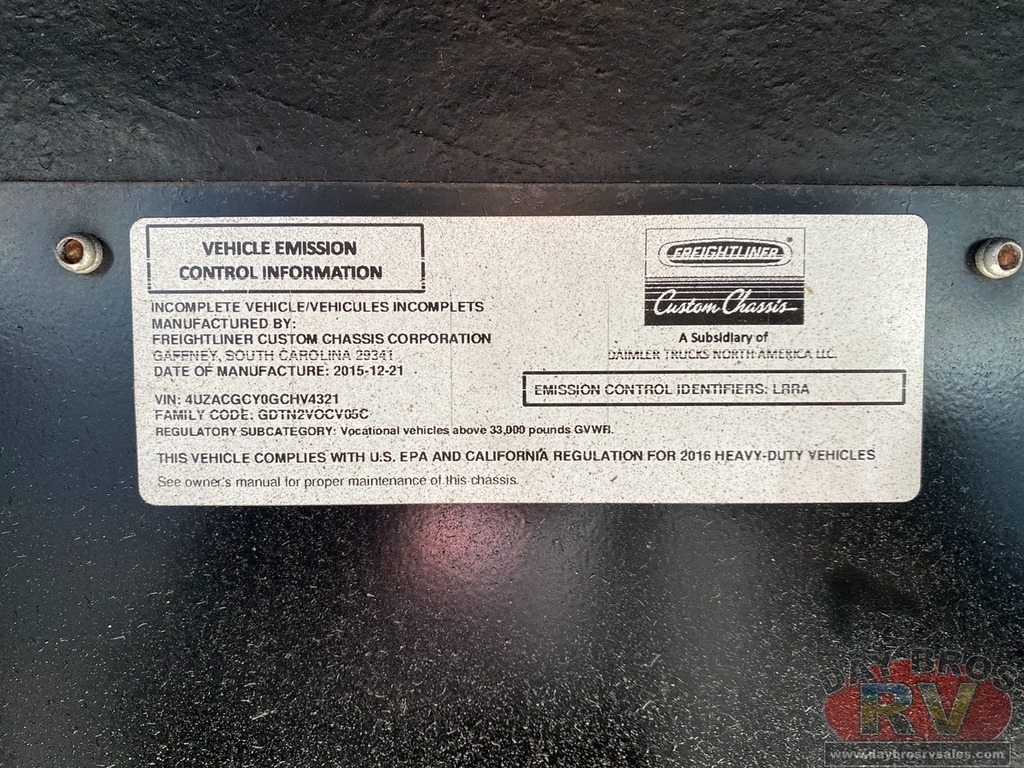 VEHICLE EMISSION
CONTROL INFORMATION
INCOMPLETE VEHICLE/VEHICULES INCOMPLETS
MANUFACTURED BY:
FREIGHTLINER CUSTOM CHASSIS CORPORATION
GAFFNEY, SOUTH CAROLINA 29341
DATE OF MANUFACTURE: 2015-12-21
VIN: 4UZACGCY0GCHV4321
FAMILY CODE: GDTN2VOCV05C
REGULATORY SUBCATEGORY: Vocational vehicles above 33,000 pounds GVWR.
THIS VEHICLE COMPLIES WITH U.S. EPA AND CALIFORNIA REGULATION FOR 2016 HEAVY-DUTY VEHICLES
See owner's manual for proper maintenance of this chassis.
FREIGHTLINER®
Custom Chassis
A Subsidiary of
DAIMLER TRUCKS NORTH AMERICA LLC.
EMISSION CONTROL IDENTIFIERS: LRRA
DAY BROS
RV
www.daybrosrvsales.com